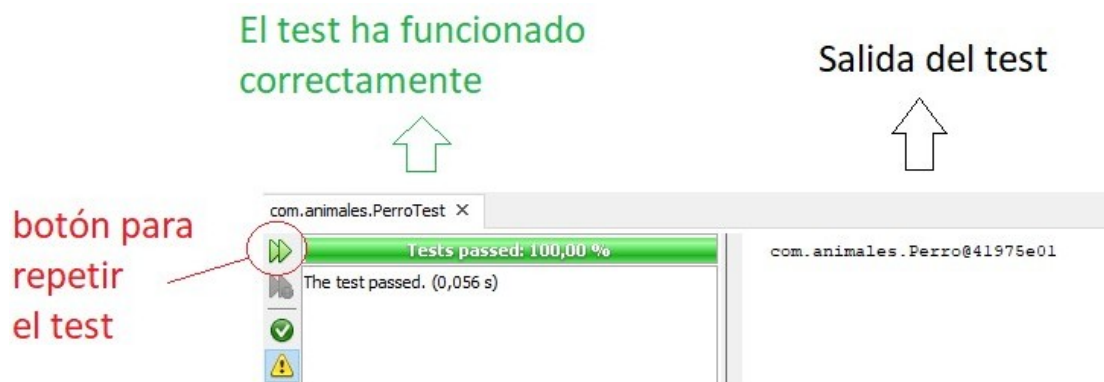 El test ha funcionado
correctamente
Salida del test
botón para
repetir
el test
com.animales.PerroTest
Tests passed: 100,00 %
The test passed. (0,056 s)
com.animales.Perro@41975e01